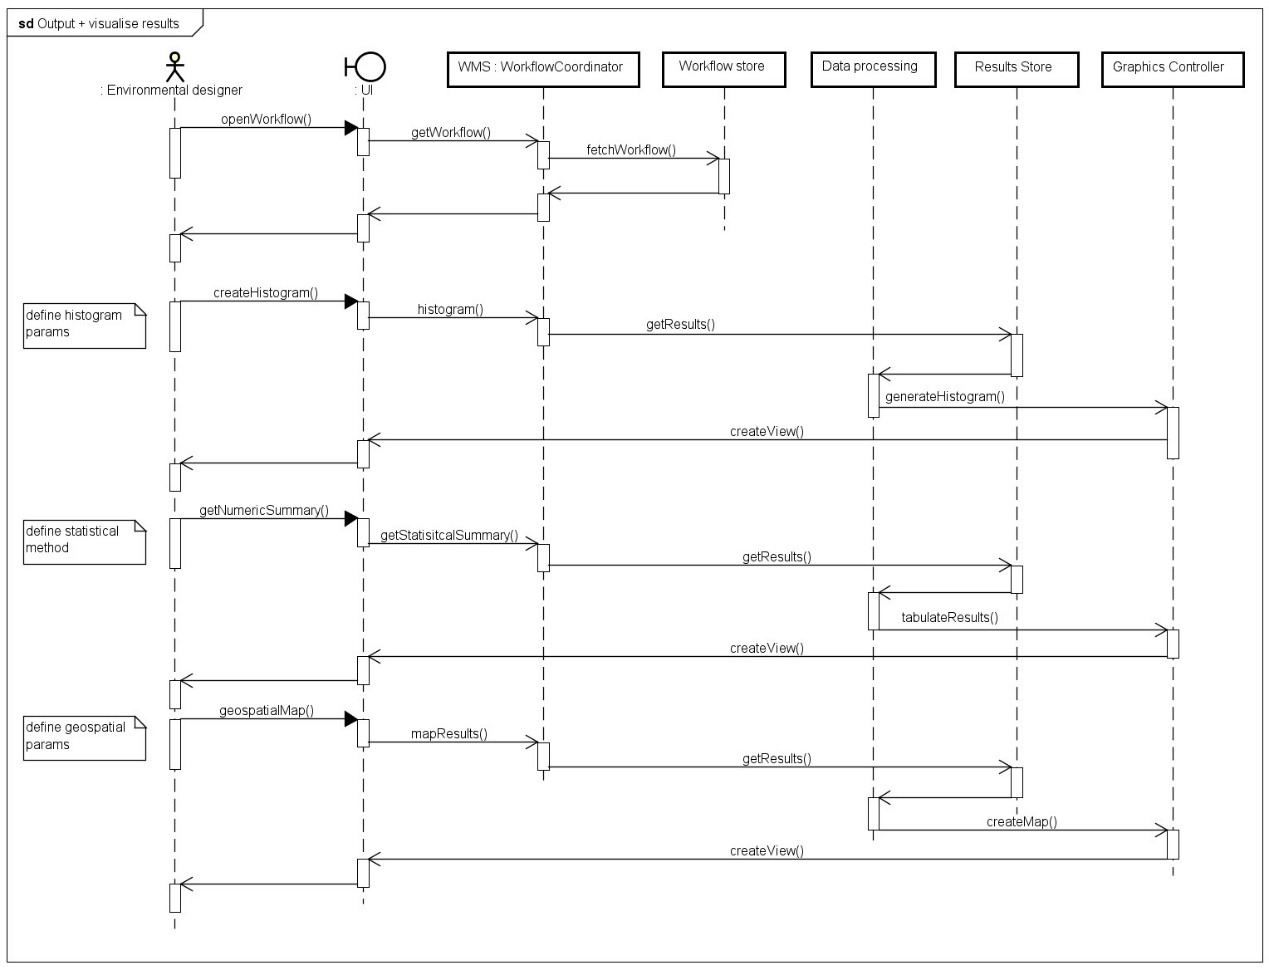 sd Output + visualise results
: Environmental designer
: UI
WMS : WorkflowCoordinator
Workflow store
Data processing
Results Store
Graphics Controller
openWorkflow()
getWorkflow()
fetchWorkflow()
define histogram
params
createHistogram()
histogram()
getResults()
generateHistogram()
createView()
define statistical
method
getNumericSummary()
getStatisitcalSummary()
getResults()
tabulateResults()
createView()
define geospatial
params
geospatialMap()
mapResults()
getResults()
createMap()
createView()